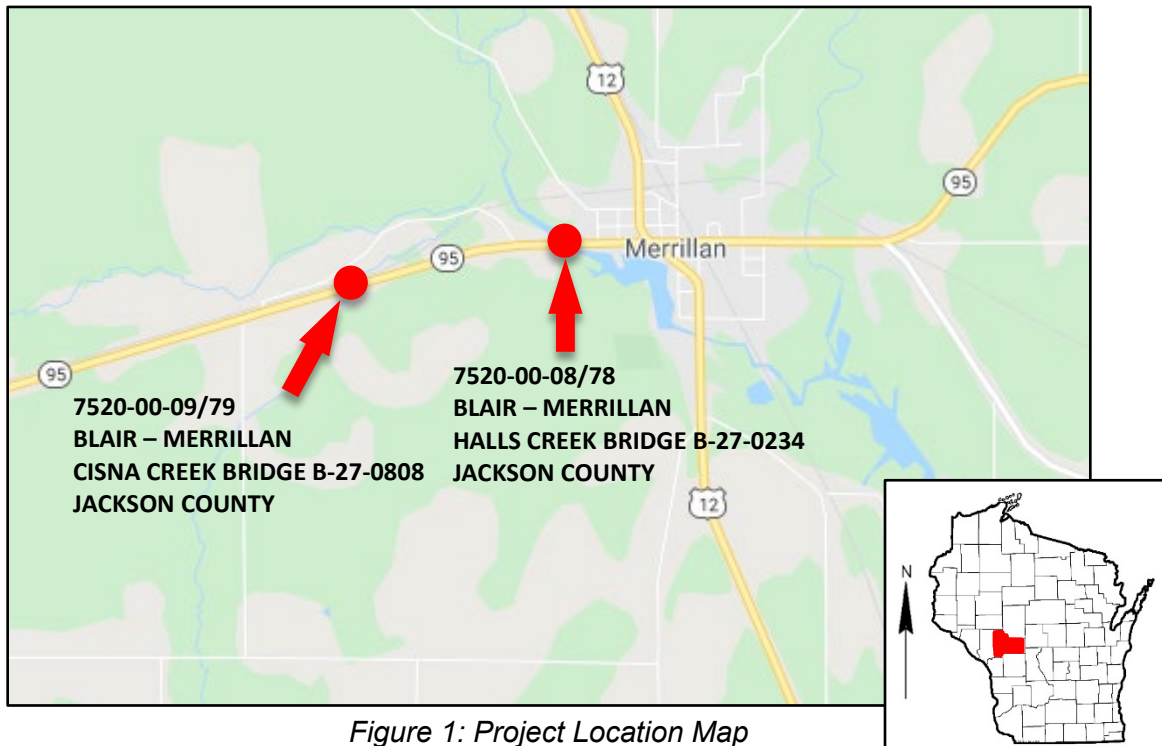 12
95
95
Merrillan
95
7520-00-09/79
BLAIR – MERRILLAN
CISNA CREEK BRIDGE B-27-0808
JACKSON COUNTY
7520-00-08/78
BLAIR – MERRILLAN
HALLS CREEK BRIDGE B-27-0234
JACKSON COUNTY
12
N
Figure 1: Project Location Map